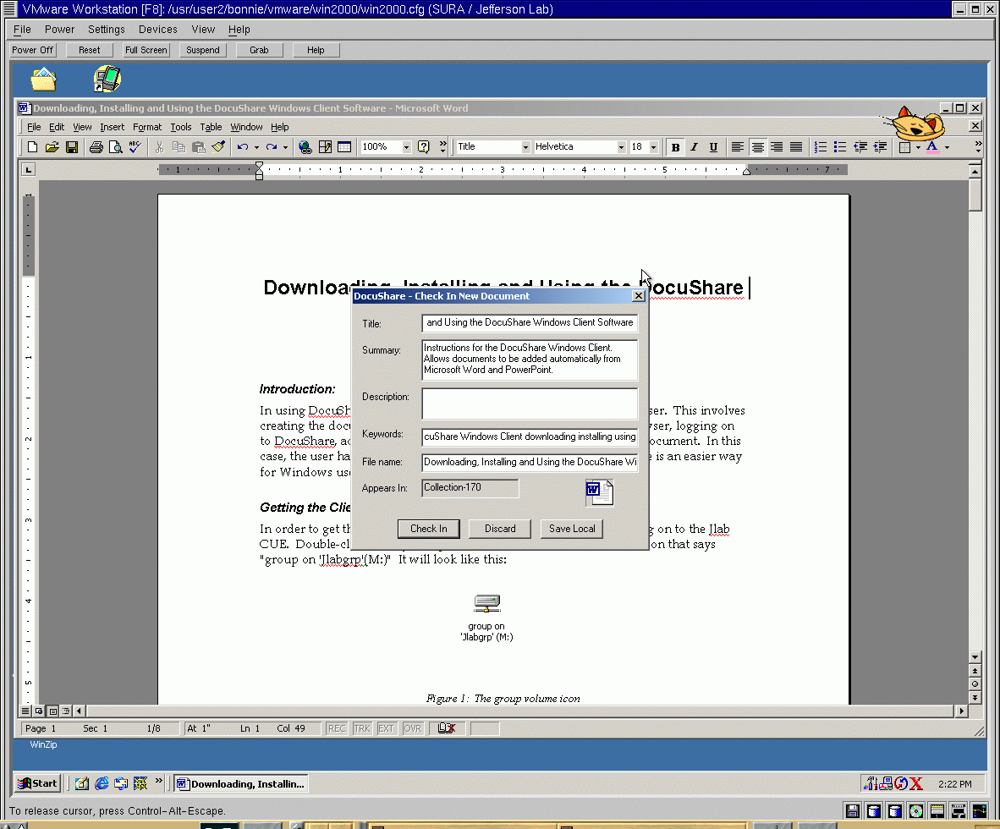 VMware Workstation [F8]: /usr/user2/bonnie/vmware/win2000/win2000.cfg (SURA / Jefferson Lab)
File Power Settings Devices View Help
Power Off Reset Full Screen Suspend Grab Help
Downloading, Installing and Using the DocuShare Windows Client Software - Microsoft Word
File Edit View Insert Format Tools Table Window Help
100% Title Helvetica 18 B I U
1 1 2 3 4 5 7
Downloading, Installing and Using the DocuShare
DocuShare - Check In New Document
Title: and Using the DocuShare Windows Client Software
Summary: Instructions for the DocuShare Windows Client.
Allows documents to be added automatically from
Microsoft Word and PowerPoint.
Description:
Keywords: cuShare Windows Client downloading installing using
File name: Downloading, Installing and Using the DocuShare Wi
Appears In: Collection-170
Check In Discard Save Local
Introduction:
In using DocuSh ser. This involves
creating the docu wser, logging on
to DocuShare, ad ocument. In this
case, the user ha e is an easier way
for Windows use
Getting the Clie
In order to get th g on to the Jlab
CUE. Double-cl on that says
"group on 'Jlabgrp'(M:)" It will look like this:
group on
'Jlabgrp' (M:)
Figure 1: The group volume icon
Page 1 Sec 1 1/8 At 1" Ln 1 Col 49 REC TRK EXT OVR
WinZip
Start Downloading, Installin... 2:22 PM
To release cursor, press Control-Alt-Escape.